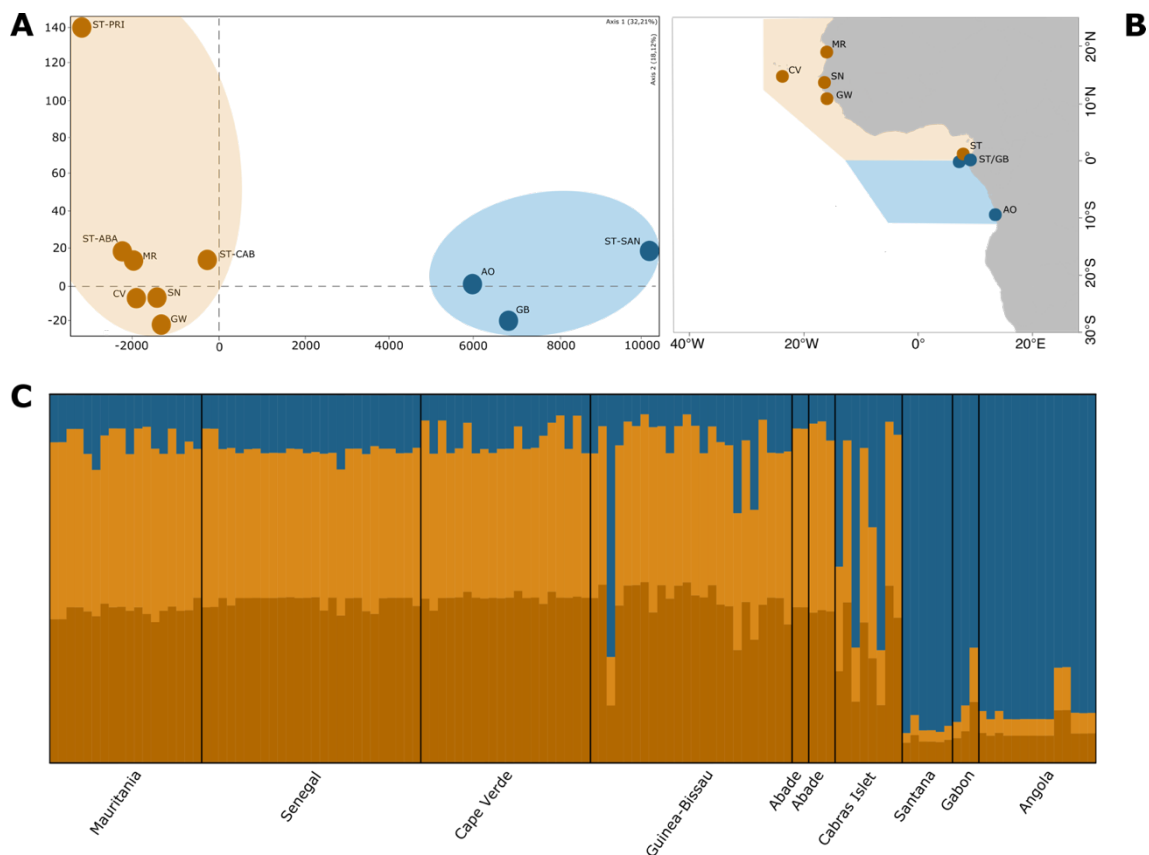 A
B
140
120
100
80
60
40
20
0
-20
-2000
0
2000
4000
6000
8000
10000
Axis 1 (32,21%)
Axis 2 (18,12%)
ST-PRI
ST-ABA
MR
ST-CAB
CV
SN
GW
AO
GB
ST-SAN
MR
CV
SN
GW
ST
ST/GB
AO
20°N
10°N
0°
10°S
20°S
30°S
40°W
20°W
0°
20°E
C
Mauritania
Senegal
Cape Verde
Guinea-Bissau
Abade
Abade
Cabras Islet
Santana
Gabon
Angola